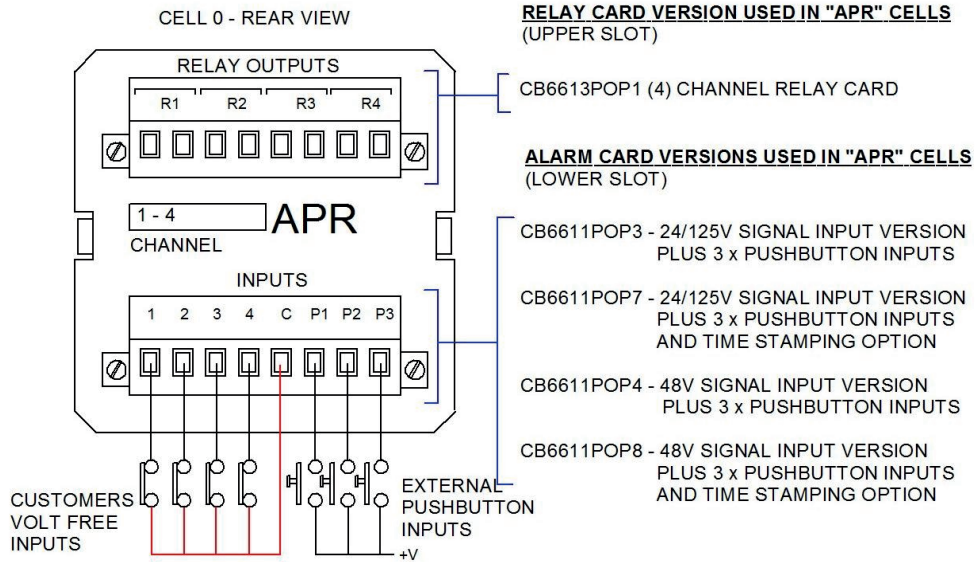 CELL 0 - REAR VIEW
RELAY OUTPUTS
R1 R2 R3 R4
1 - 4
APR
CHANNEL
INPUTS
1 2 3 4 C P1 P2 P3
CUSTOMERS
VOLT FREE
INPUTS
EXTERNAL
PUSHBUTTON
INPUTS
+V
RELAY CARD VERSION USED IN "APR" CELLS
(UPPER SLOT)
CB6613POP1 (4) CHANNEL RELAY CARD
ALARM CARD VERSIONS USED IN "APR" CELLS
(LOWER SLOT)
CB6611POP3 - 24/125V SIGNAL INPUT VERSION
PLUS 3 x PUSHBUTTON INPUTS
CB6611POP7 - 24/125V SIGNAL INPUT VERSION
PLUS 3 x PUSHBUTTON INPUTS
AND TIME STAMPING OPTION
CB6611POP4 - 48V SIGNAL INPUT VERSION
PLUS 3 x PUSHBUTTON INPUTS
CB6611POP8 - 48V SIGNAL INPUT VERSION
PLUS 3 x PUSHBUTTON INPUTS
AND TIME STAMPING OPTION